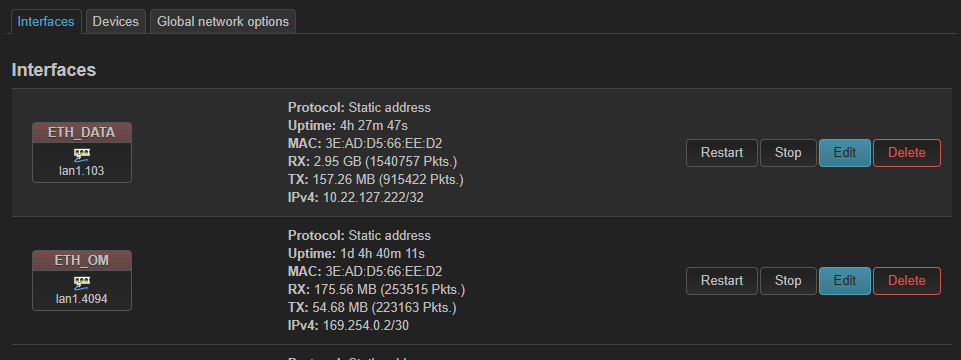 Interfaces
Devices
Global network options
Interfaces
ETH_DATA
lan1.103
Protocol: Static address
Uptime: 4h 27m 47s
MAC: 3E:AD:D5:66:EE:D2
RX: 2.95 GB (1540757 Pkts.)
TX: 157.26 MB (915422 Pkts.)
IPv4: 10.22.127.222/32
Restart
Stop
Edit
Delete
ETH_OM
lan1.4094
Protocol: Static address
Uptime: 1d 4h 40m 11s
MAC: 3E:AD:D5:66:EE:D2
RX: 175.56 MB (253515 Pkts.)
TX: 54.68 MB (223163 Pkts.)
IPv4: 169.254.0.2/30
Restart
Stop
Edit
Delete